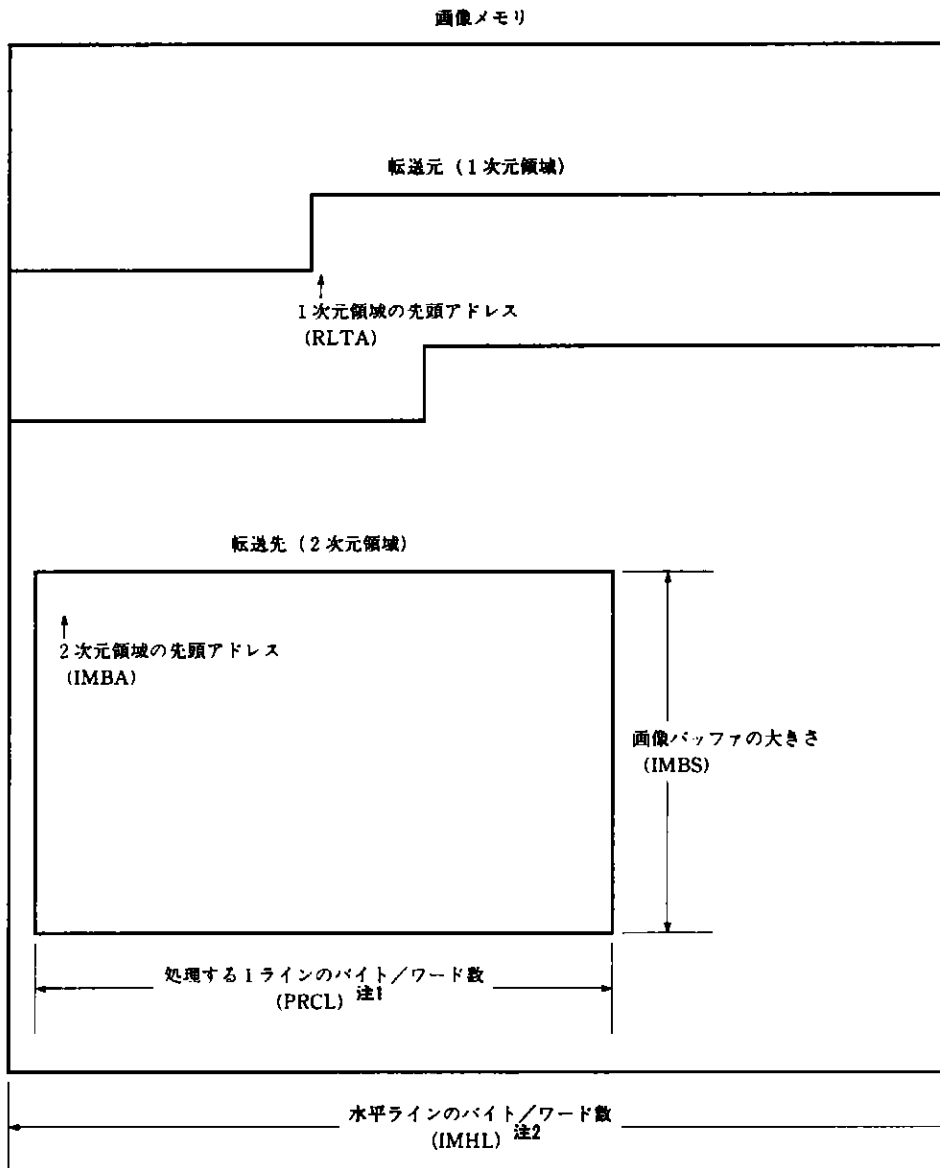 画像メモリ
転送元（1次元領域）
1次元領域の先頭アドレス
(RLTA)
転送先（2次元領域）
2次元領域の先頭アドレス
(IMBA)
画像バッファの大きさ
(IMBS)
処理する1ラインのバイト／ワード数
(PRCL) 注1
水平ラインのバイト／ワード数
(IMHL) 注2